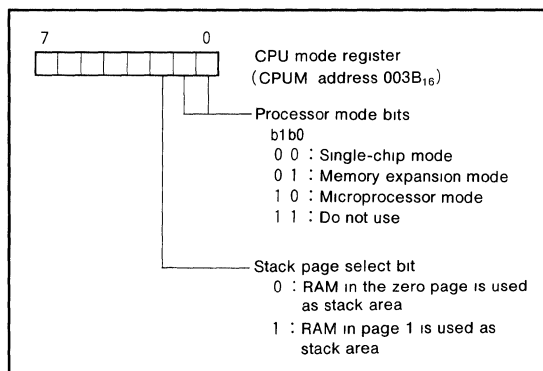 7 0
CPU mode register
(CPUM address 003B₁₆)
Processor mode bits
b1b0
0 0 : Single-chip mode
0 1 : Memory expansion mode
1 0 : Microprocessor mode
1 1 : Do not use
Stack page select bit
0 : RAM in the zero page is used
as stack area
1 : RAM in page 1 is used as
stack area